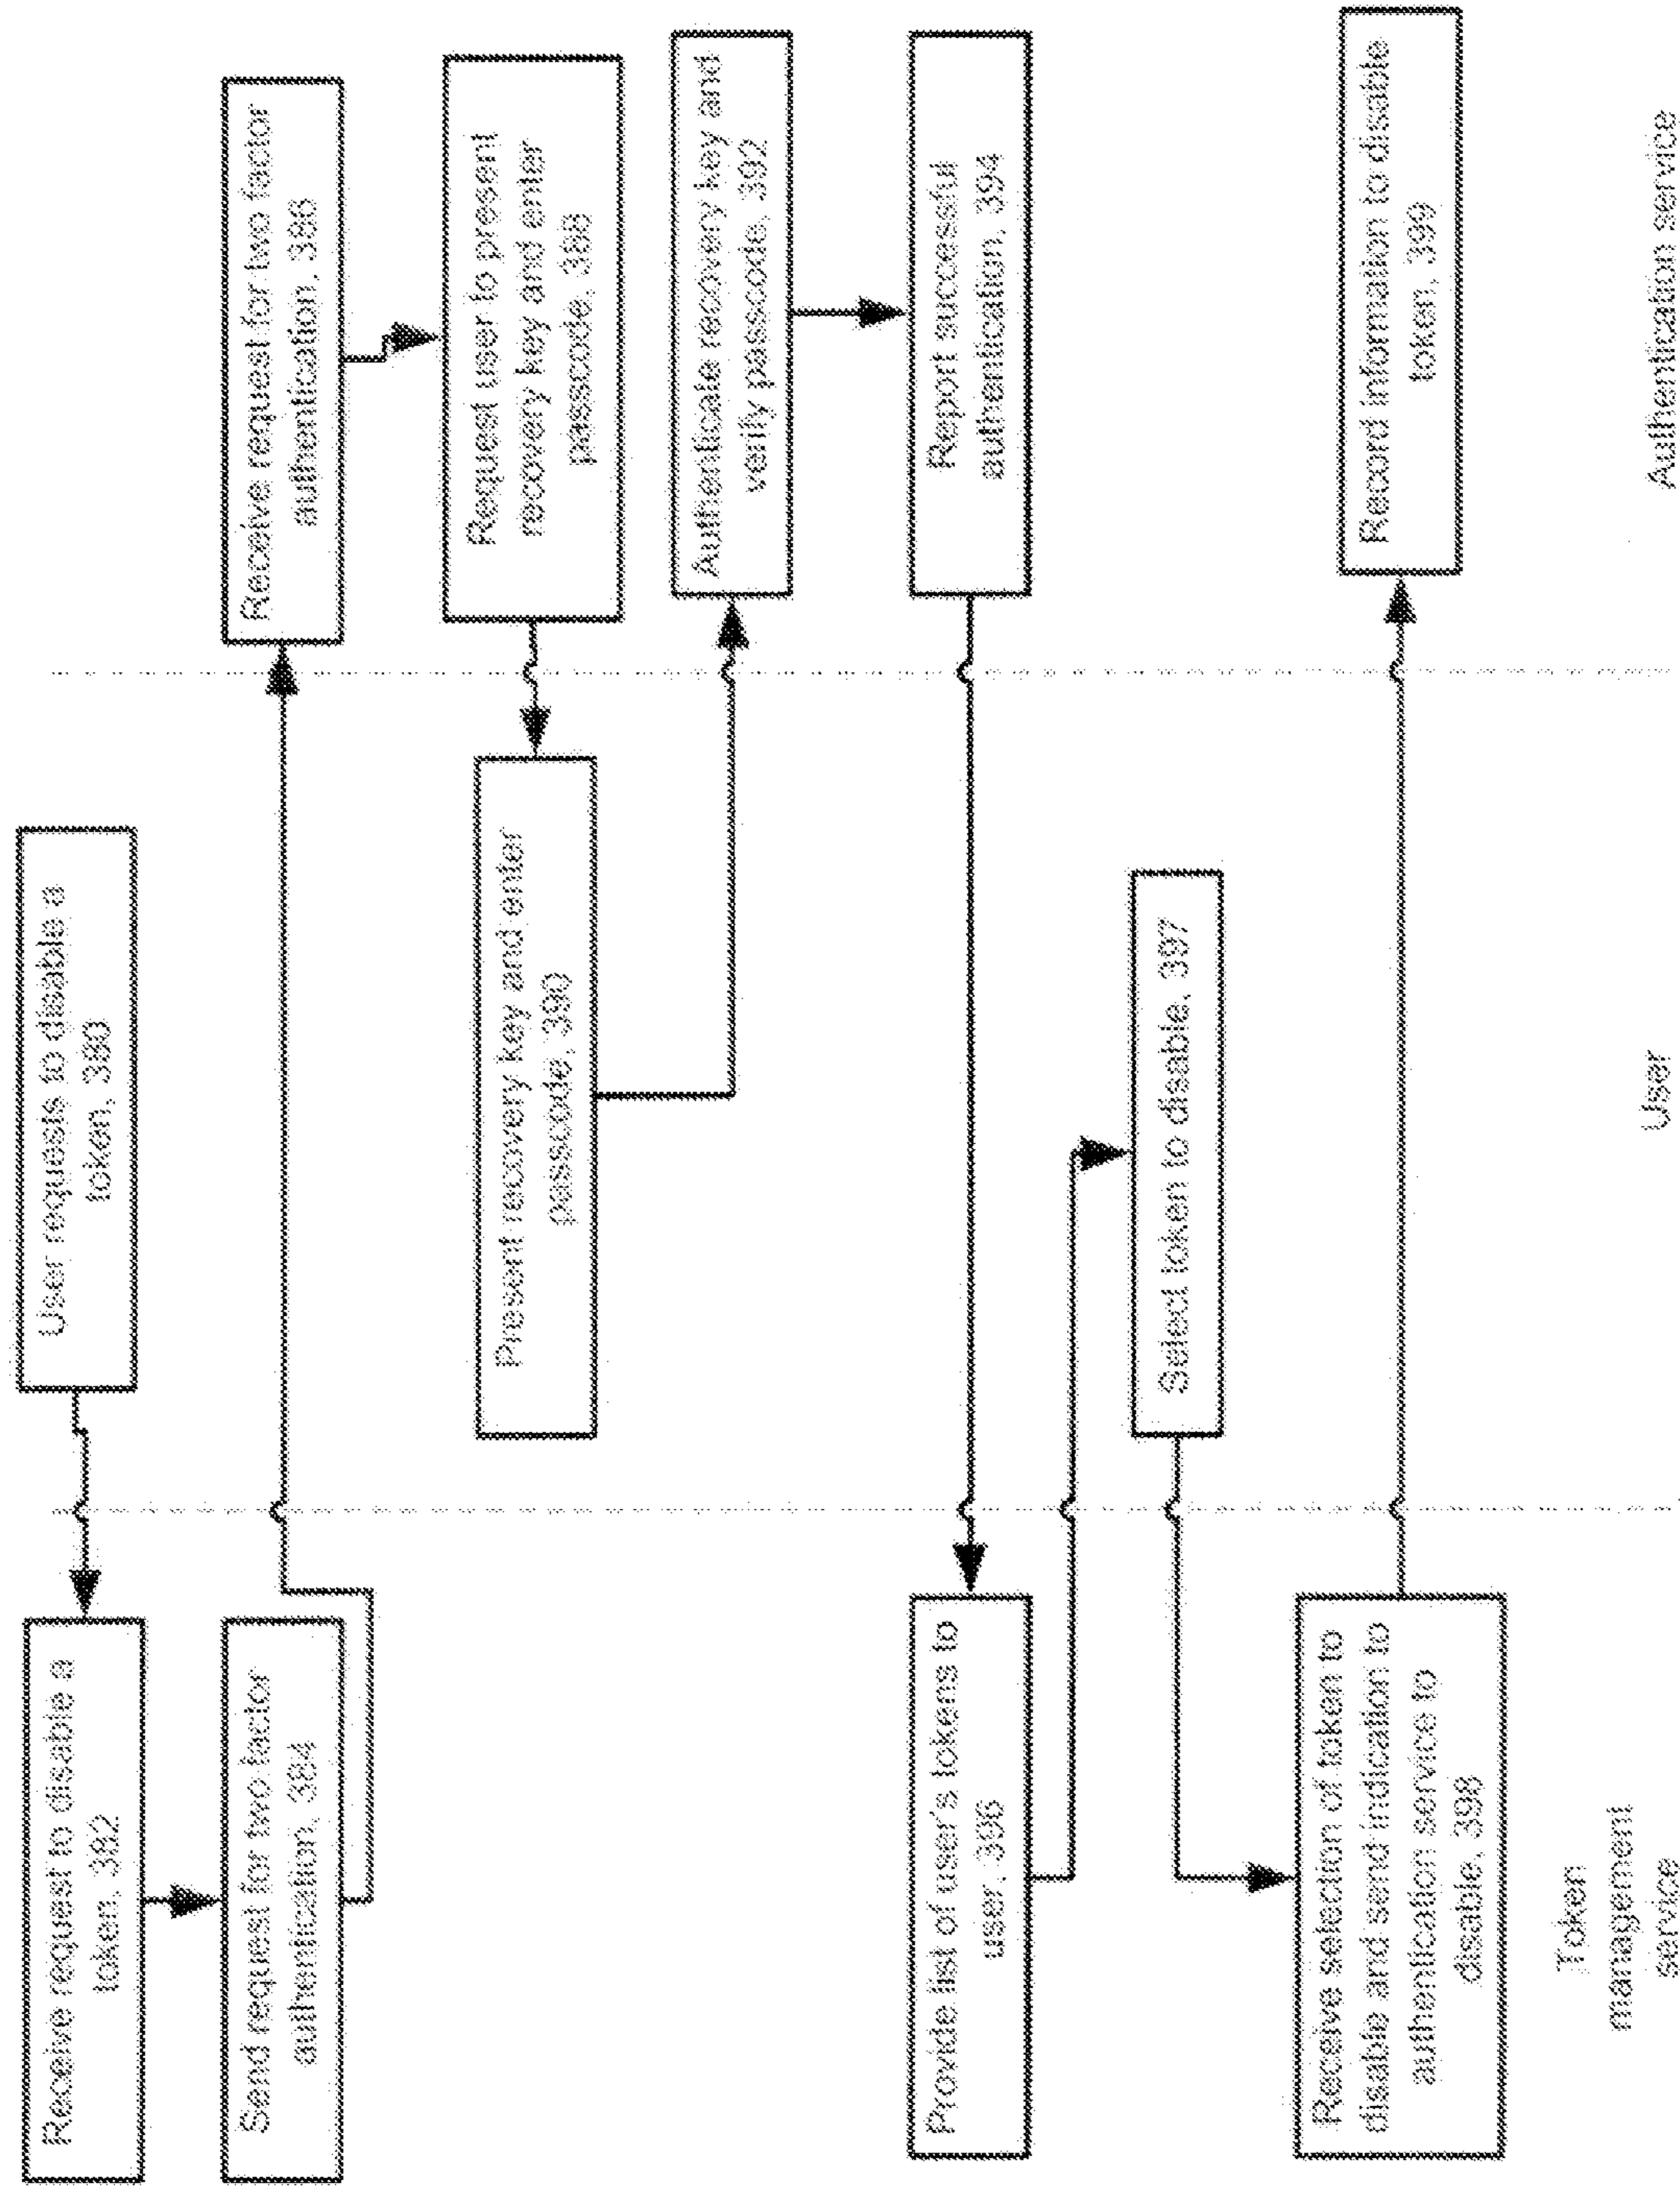 User requests to disable a
token, 380
Receive request to disable a
token, 382
Send request for two factor
authentication, 384
Receive request for two factor
authentication, 386
Request user to present
recovery key and enter
passcode, 388
Present recovery key and enter
passcode, 390
Authenticate recovery key and
verify passcode, 392
Report successful
authentication, 394
Provide list of user's tokens to
user, 396
Select token to disable, 397
Receive selection of token to
disable and send indication to
authentication service to
disable, 398
Record information to disable
token, 399
Token
management
service
User
Authentication service